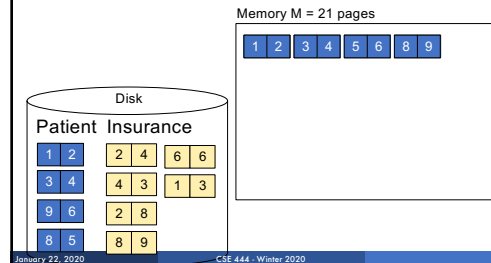 Memory M = 21 pages
1 2 3 4 5 6 8 9
Disk
Patient Insurance
1 2 2 4 6 6
3 4 4 3 1 3
9 6 2 8
8 5 8 9
January 22, 2020 CSE 444 - Winter 2020